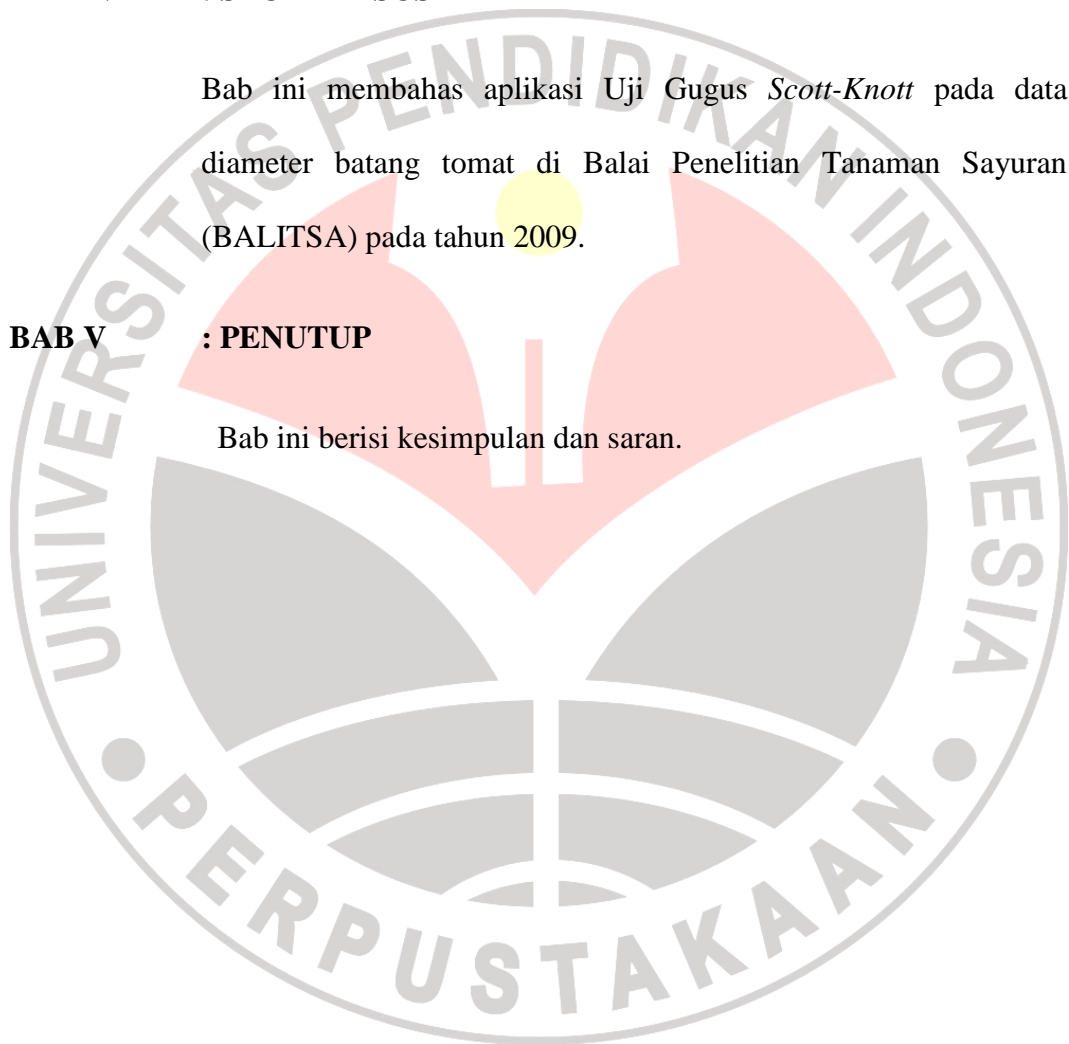 Bab ini membahas aplikasi Uji Gugus Scott-Knott pada data
diameter batang tomat di Balai Penelitian Tanaman Sayuran
(BALITSA) pada tahun 2009.
BAB V : PENUTUP
Bab ini berisi kesimpulan dan saran.
UNIVERSITAS PENDIDIKAN INDONESIA
PERPUSTAKAAN